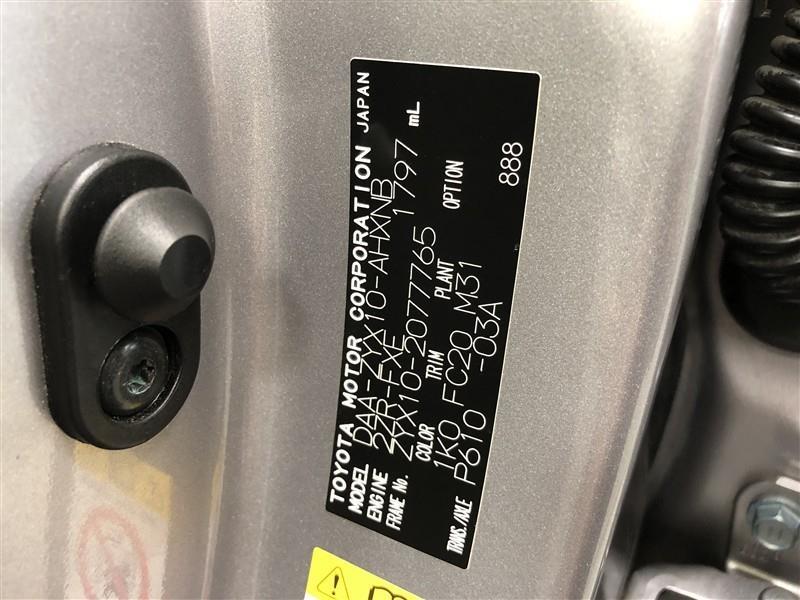 TOYOTA MOTOR CORPORATION JAPAN
MODEL DAA-ZYX10-AHXNB
ENGINE 2ZR-FXE 1797 mL
FRAME No. ZYX10-2077765
COLOR TRIM PLANT OPTION
1K0 FC20 M31
TRANS./AXLE P610 -03A 888